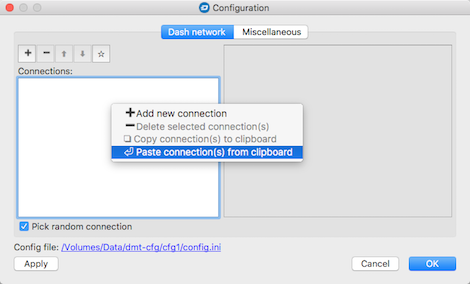 Configuration
Dash network Miscellaneous
Connections:
Add new connection
Delete selected connection(s)
Copy connection(s) to clipboard
Paste connection(s) from clipboard
Pick random connection
Config file: /Volumes/Data/dmt-cfg/cfg1/config.ini
Apply Cancel OK